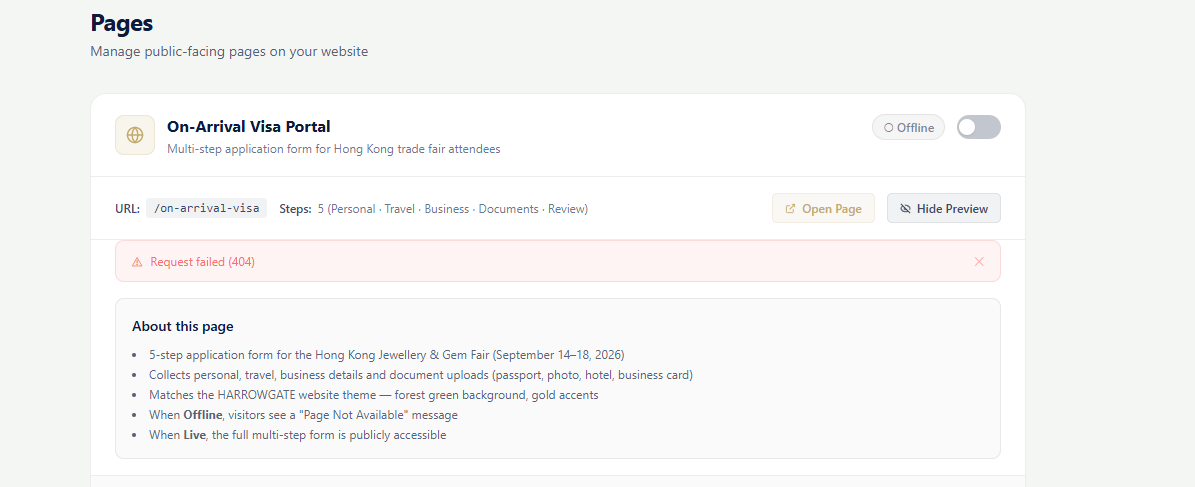 Pages
Manage public-facing pages on your website
On-Arrival Visa Portal
Offline
Multi-step application form for Hong Kong trade fair attendees
URL: /on-arrival-visa Steps: 5 (Personal · Travel · Business · Documents · Review)
Open Page
Hide Preview
Request failed (404)
About this page
• 5-step application form for the Hong Kong Jewellery & Gem Fair (September 14–18, 2026)
• Collects personal, travel, business details and document uploads (passport, photo, hotel, business card)
• Matches the HARROWGATE website theme — forest green background, gold accents
• When Offline, visitors see a "Page Not Available" message
• When Live, the full multi-step form is publicly accessible